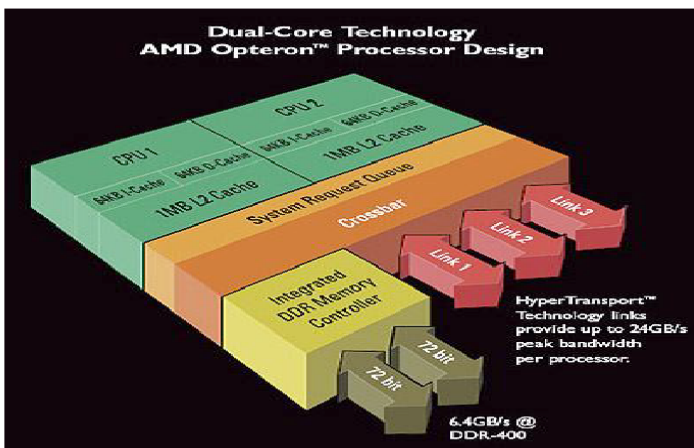 Dual-Core Technology
AMD Opteron™ Processor Design
CPU 1
64KB I-Cache
64KB D-Cache
1MB L2 Cache
CPU 2
64KB I-Cache
64KB D-Cache
1MB L2 Cache
System Request Queue
Crossbar
Integrated
DDR Memory
Controller
Link 1
Link 2
Link 3
72 bit
72 bit
HyperTransport™
Technology links
provide up to 24GB/s
peak bandwidth
per processor.
6.4GB/s @
DDR-400